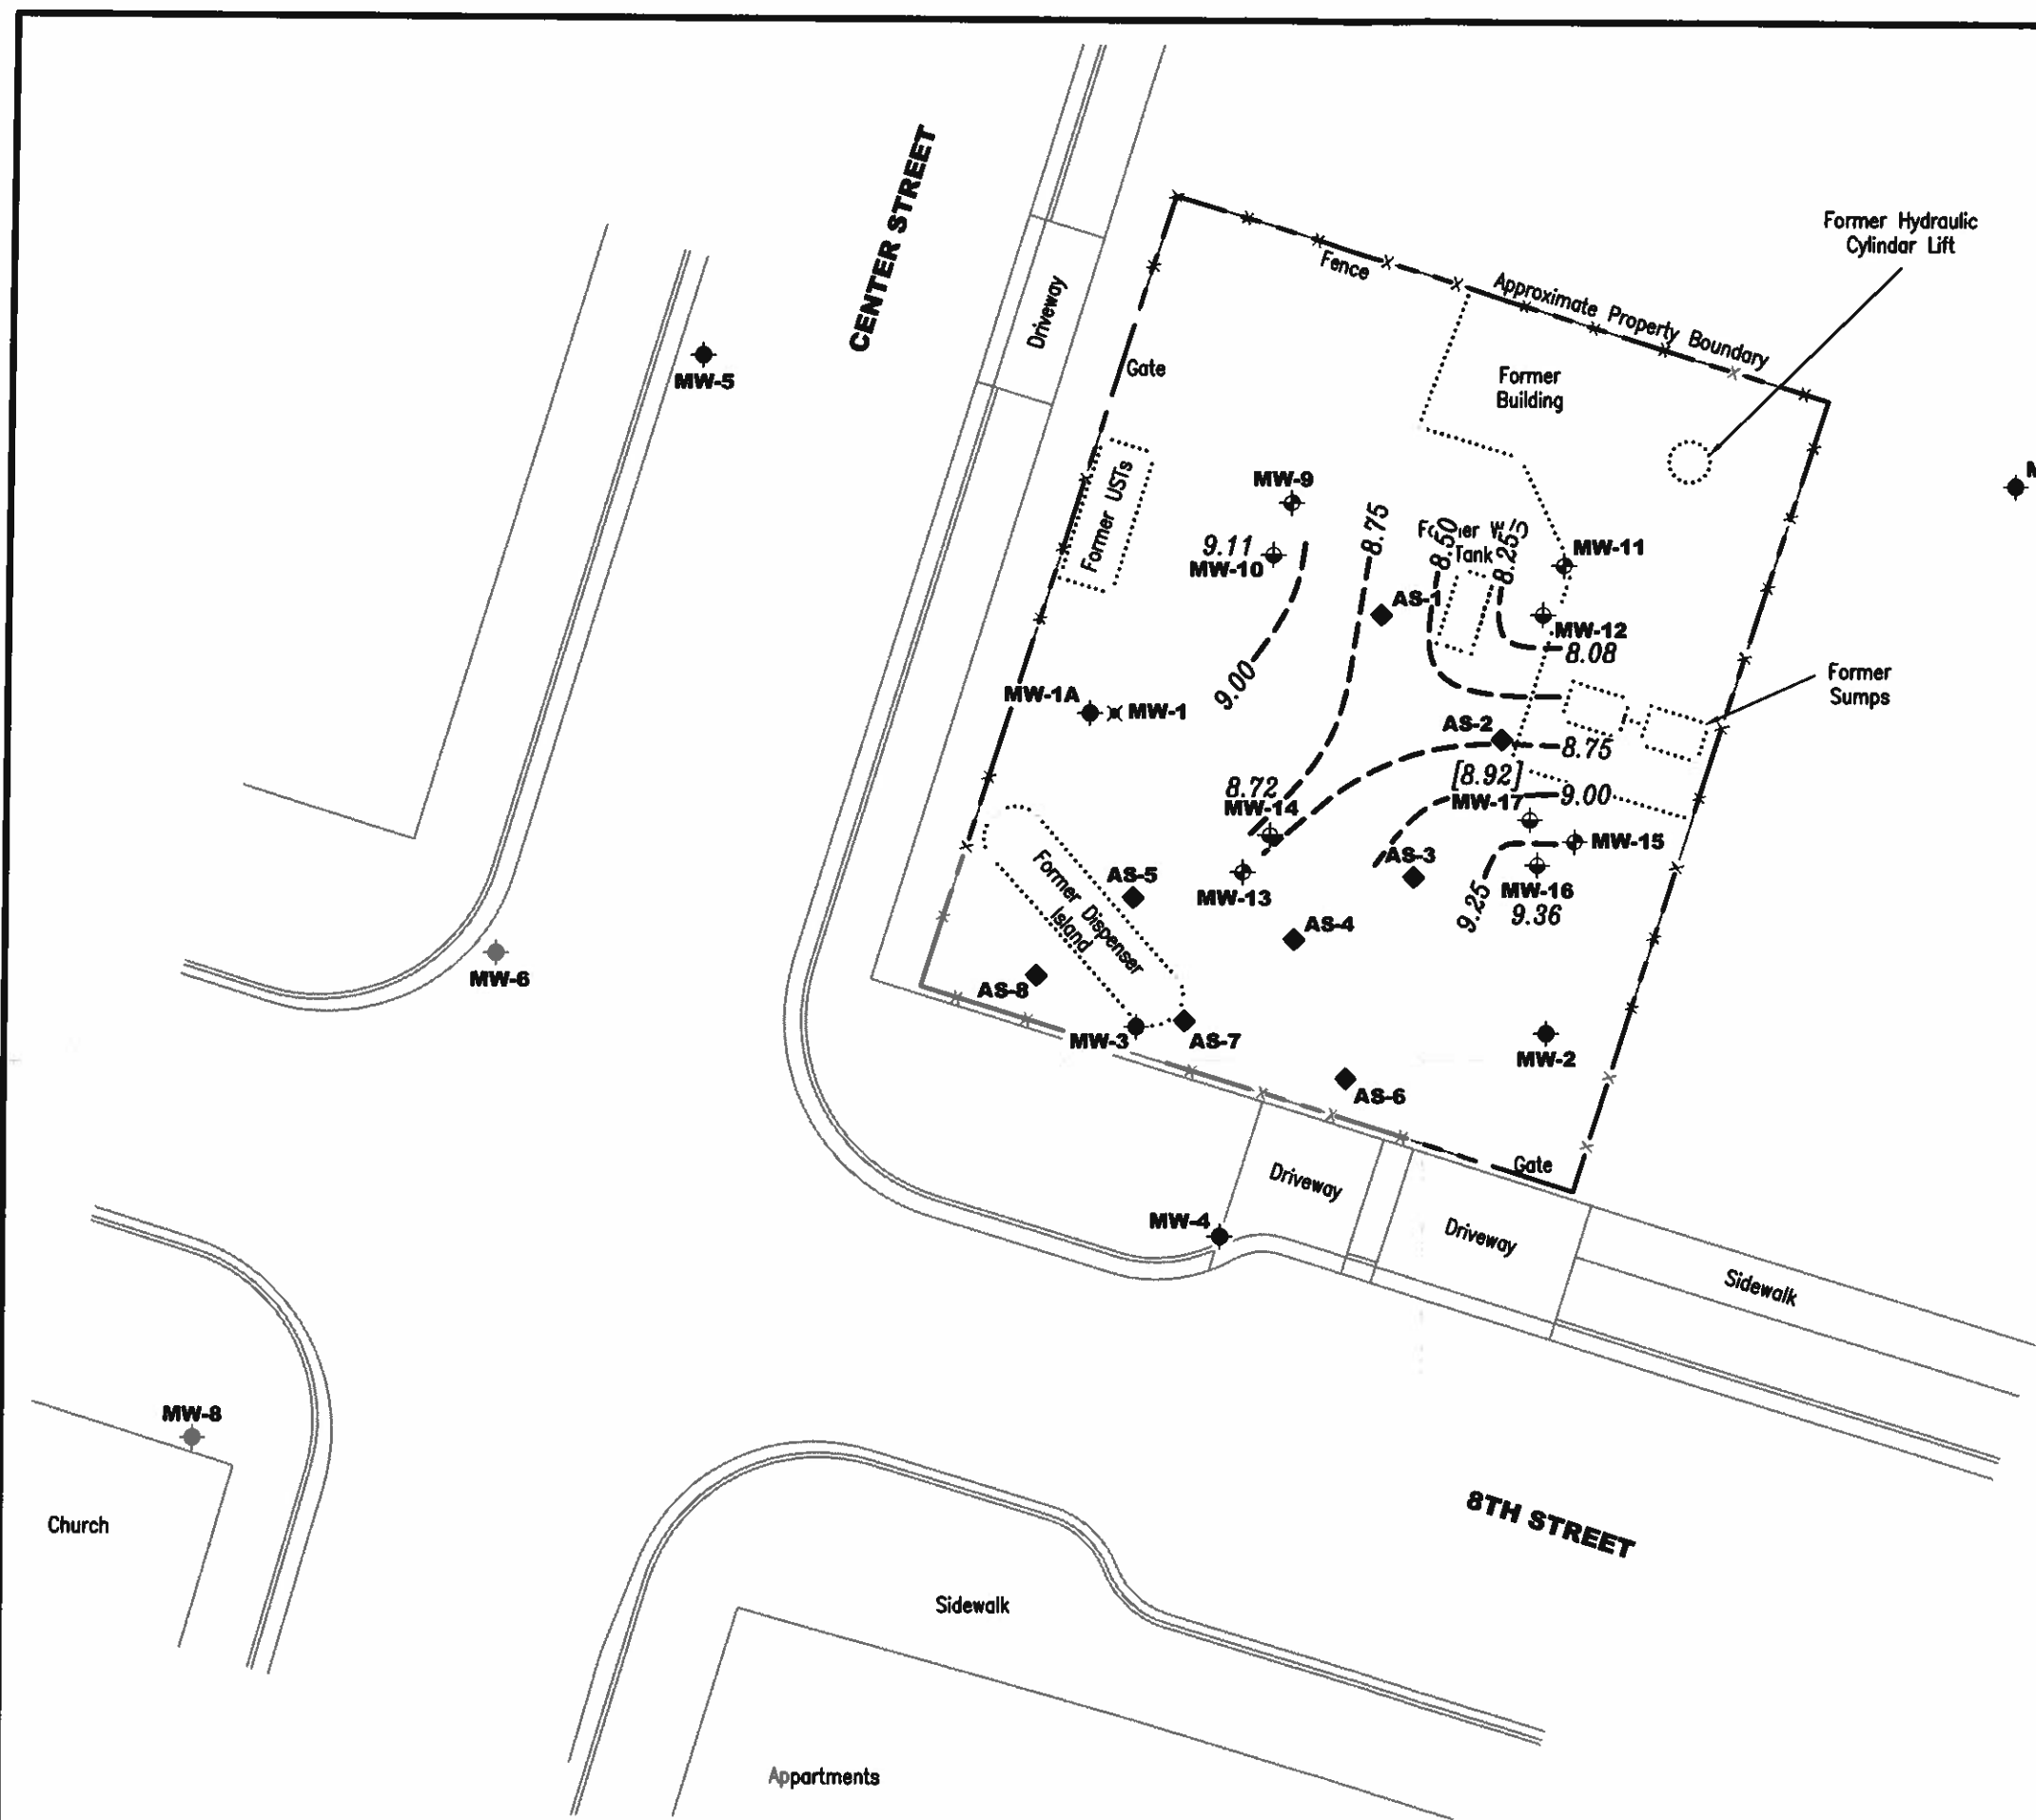 CENTER STREET
Former Hydraulic
Cylindar Lift
Fence
Approximate Property Boundary
Driveway
Gate
Former
Building
MW-5
MW-9
9.11
MW-10
Former USTs
8.75
8.50
8.25
Tank
MW-11
AS-1
MW-12
8.08
9.00
Former
Sumps
MW-1A
MW-1
AS-2
8.75
[8.92]
MW-17
9.00
8.72
MW-14
MW-15
AS-3
MW-16
9.36
9.25
AS-5
MW-13
Former Dispenser
Island
AS-4
MW-6
AS-8
MW-3
AS-7
MW-2
AS-6
Gate
Driveway
MW-4
Driveway
Sidewalk
MW-8
Church
8TH STREET
Sidewalk
Appartments